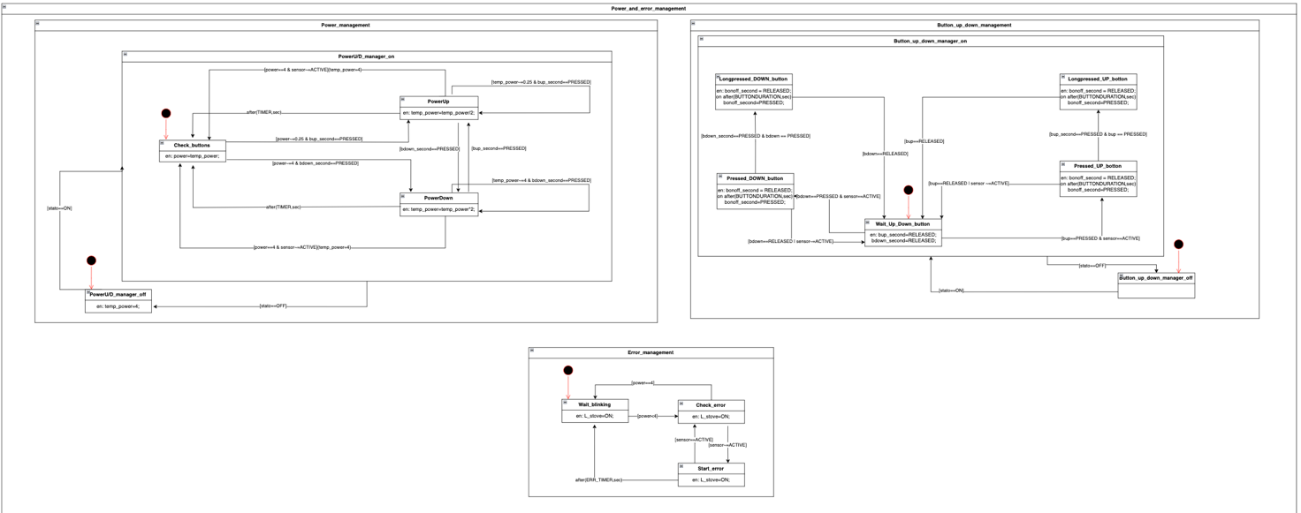 Power_and_error_management
Power_management
PowerU/D_manager_on
[power~=4 & sensor~=ACTIVE]{temp_power=4}
[temp_power~=0.25 & bup_second==PRESSED]
PowerUp
en: temp_power=temp_power/2;
after(TIMER,sec)
[power~=0.25 & bup_second==PRESSED]
Check_buttons
en: power=temp_power;
[bdown_second==PRESSED]
[bup_second==PRESSED]
[power~=4 & bdown_second==PRESSED]
[temp_power~=4 & bdown_second==PRESSED]
PowerDown
en: temp_power=temp_power*2;
after(TIMER,sec)
[power~=4 & sensor~=ACTIVE]{temp_power=4}
[stato==ON]
PowerU/D_manager_off
en: temp_power=4;
[stato==OFF]
Button_up_down_management
Button_up_down_manager_on
Longpressed_DOWN_button
en: bonoff_second = RELEASED;
on after(BUTTONDURATION,sec)
bonoff_second=PRESSED;
Longpressed_UP_botton
en: bonoff_second = RELEASED;
on after(BUTTONDURATION,sec)
bonoff_second=PRESSED;
[bdown_second==PRESSED & bdown == PRESSED]
[bup_second==PRESSED & bup == PRESSED]
[bup==RELEASED]
[bdown==RELEASED]
Pressed_DOWN_button
en: bonoff_second = RELEASED;
on after(BUTTONDURATION,sec)
bonoff_second=PRESSED;
Pressed_UP_botton
en: bonoff_second = RELEASED;
on after(BUTTONDURATION,sec)
bonoff_second=PRESSED;
[bup==RELEASED | sensor ~=ACTIVE]
[bdown==PRESSED & sensor==ACTIVE]
Wait_Up_Down_button
en: bup_second=RELEASED;
bdown_second=RELEASED;
[bdown==RELEASED | sensor~=ACTIVE]
[bup==PRESSED & sensor==ACTIVE]
[stato==OFF]
Button_up_down_manager_off
[stato==ON]
Error_management
[power==4]
Wait_blinking
en: L_stove=ON;
[power<4]
Check_error
en: L_stove=ON;
[sensor==ACTIVE]
[sensor~=ACTIVE]
Start_error
en: L_stove=ON;
after(ERR_TIMER,sec)